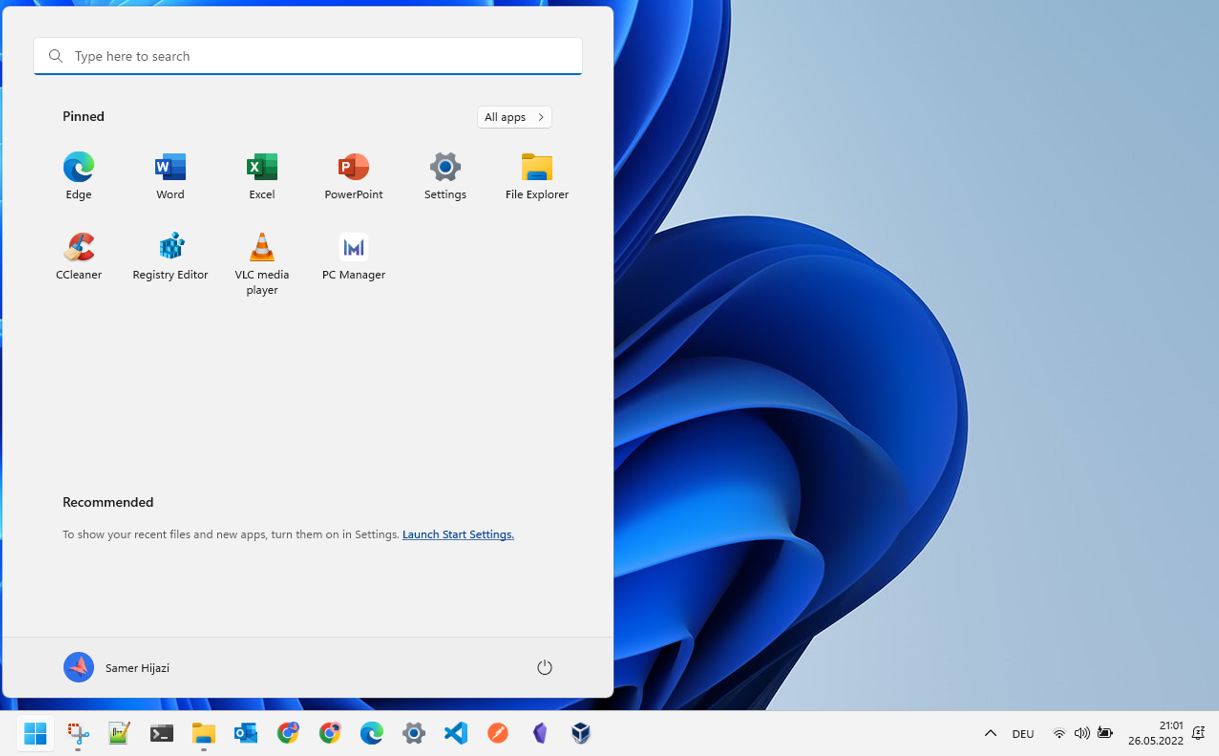 Type here to search
Pinned
All apps
Edge
Word
Excel
PowerPoint
Settings
File Explorer
CCleaner
Registry Editor
VLC media
player
PC Manager
Recommended
To show your recent files and new apps, turn them on in Settings. Launch Start Settings.
Samer Hijazi
DEU
21:01
26.05.2022